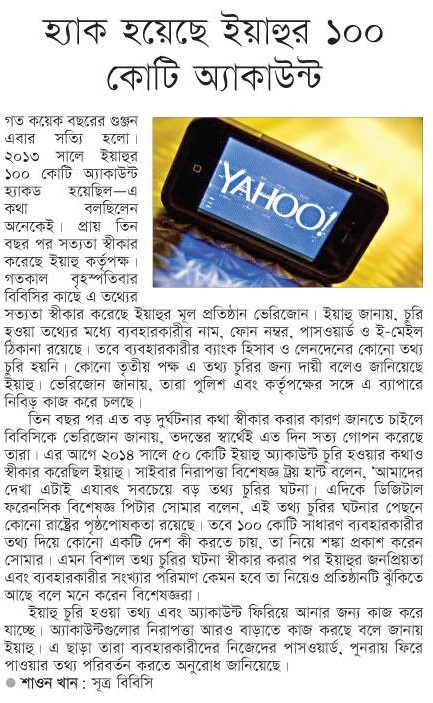 হ্যাক হয়েছে ইয়াহুর ১০০
কোটি অ্যাকাউন্ট
গত কয়েক বছরের গুঞ্জন
এবার সত্যি হলো।
২০১৩ সালে ইয়াহুর
১০০ কোটি অ্যাকাউন্ট
হ্যাকড হয়েছিল—এ
কথা বলছিলেন
অনেকেই। প্রায় তিন
বছর পর সত্যতা স্বীকার
করেছে ইয়াহু কর্তৃপক্ষ।
গতকাল বৃহস্পতিবার
বিবিসির কাছে এ তথ্যের
YAHOO!
সত্যতা স্বীকার করেছে ইয়াহুর মূল প্রতিষ্ঠান ভেরিজোন। ইয়াহু জানায়, চুরি
হওয়া তথ্যের মধ্যে ব্যবহারকারীর নাম, ফোন নম্বর, পাসওয়ার্ড ও ই-মেইল
ঠিকানা রয়েছে। তবে ব্যবহারকারীর ব্যাংক হিসাব ও লেনদেনের কোনো তথ্য
চুরি হয়নি। কোনো তৃতীয় পক্ষ এ তথ্য চুরির জন্য দায়ী বলেও জানিয়েছে
ইয়াহু। ভেরিজোন জানায়, তারা পুলিশ এবং কর্তৃপক্ষের সঙ্গে এ ব্যাপারে
নিবিড় কাজ করে চলছে।
তিন বছর পর এত বড় দুর্ঘটনার কথা স্বীকার করার কারণ জানতে চাইলে
বিবিসিকে ভেরিজোন জানায়, তদন্তের স্বার্থেই এত দিন সত্য গোপন করেছে
তারা। এর আগে ২০১৪ সালে ৫০ কোটি ইয়াহু অ্যাকাউন্ট চুরি হওয়ার কথাও
স্বীকার করেছিল ইয়াহু। সাইবার নিরাপত্তা বিশেষজ্ঞ ট্রয় হান্ট বলেন, ‘আমাদের
দেখা এটাই এযাবৎ সবচেয়ে বড় তথ্য চুরির ঘটনা। এদিকে ডিজিটাল
ফরেনসিক বিশেষজ্ঞ পিটার সোমার বলেন, এই তথ্য চুরির ঘটনার পেছনে
কোনো রাষ্ট্রের পৃষ্ঠপোষকতা রয়েছে। তবে ১০০ কোটি সাধারণ ব্যবহারকারীর
তথ্য দিয়ে কোনো একটি দেশ কী করতে চায়, তা নিয়ে শঙ্কা প্রকাশ করেন
সোমার। এমন বিশাল তথ্য চুরির ঘটনা স্বীকার করার পর ইয়াহুর জনপ্রিয়তা
এবং ব্যবহারকারীর সংখ্যার পরিমাণ কেমন হবে তা নিয়েও প্রতিষ্ঠানটি ঝুঁকিতে
আছে বলে মনে করেন বিশেষজ্ঞরা।
ইয়াহু চুরি হওয়া তথ্য এবং অ্যাকাউন্ট ফিরিয়ে আনার জন্য কাজ করে
যাচ্ছে। অ্যাকাউন্টগুলোর নিরাপত্তা আরও বাড়াতে কাজ করছে বলে জানায়
ইয়াহু। এ ছাড়া তারা ব্যবহারকারীদের নিজেদের পাসওয়ার্ড, পুনরায় ফিরে
পাওয়ার তথ্য পরিবর্তন করতে অনুরোধ জানিয়েছে।
● শাওন খান : সূত্র বিবিসি